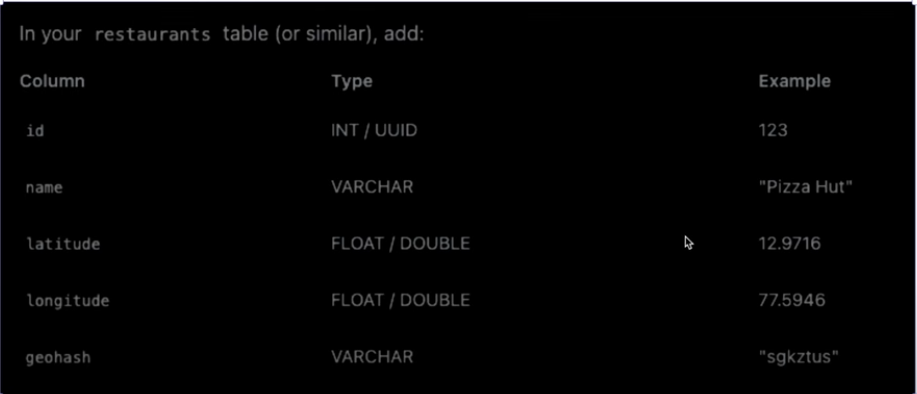 In your restaurants table (or similar), add:
Column Type Example
id INT / UUID 123
name VARCHAR "Pizza Hut"
latitude FLOAT / DOUBLE 12.9716
longitude FLOAT / DOUBLE 77.5946
geohash VARCHAR "sgkztus"